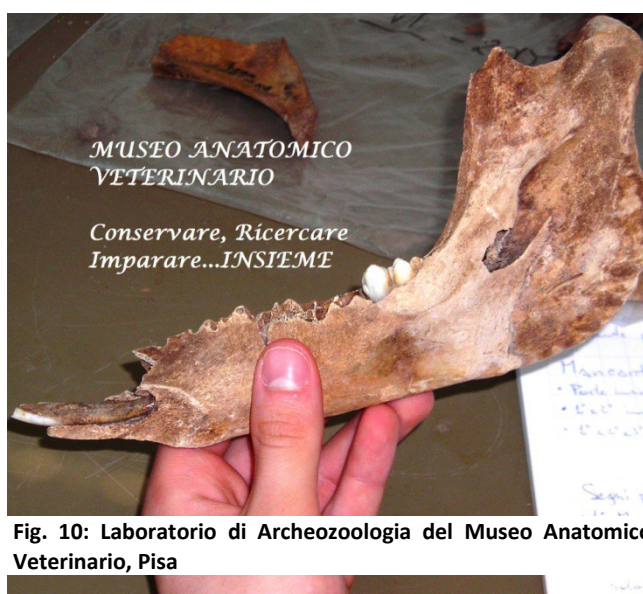 MUSEO ANATOMICO
VETERINARIO
Conservare, Ricercare
Imparare...INSIEME
Fig. 10: Laboratorio di Archeozoologia del Museo Anatomico
Veterinario, Pisa